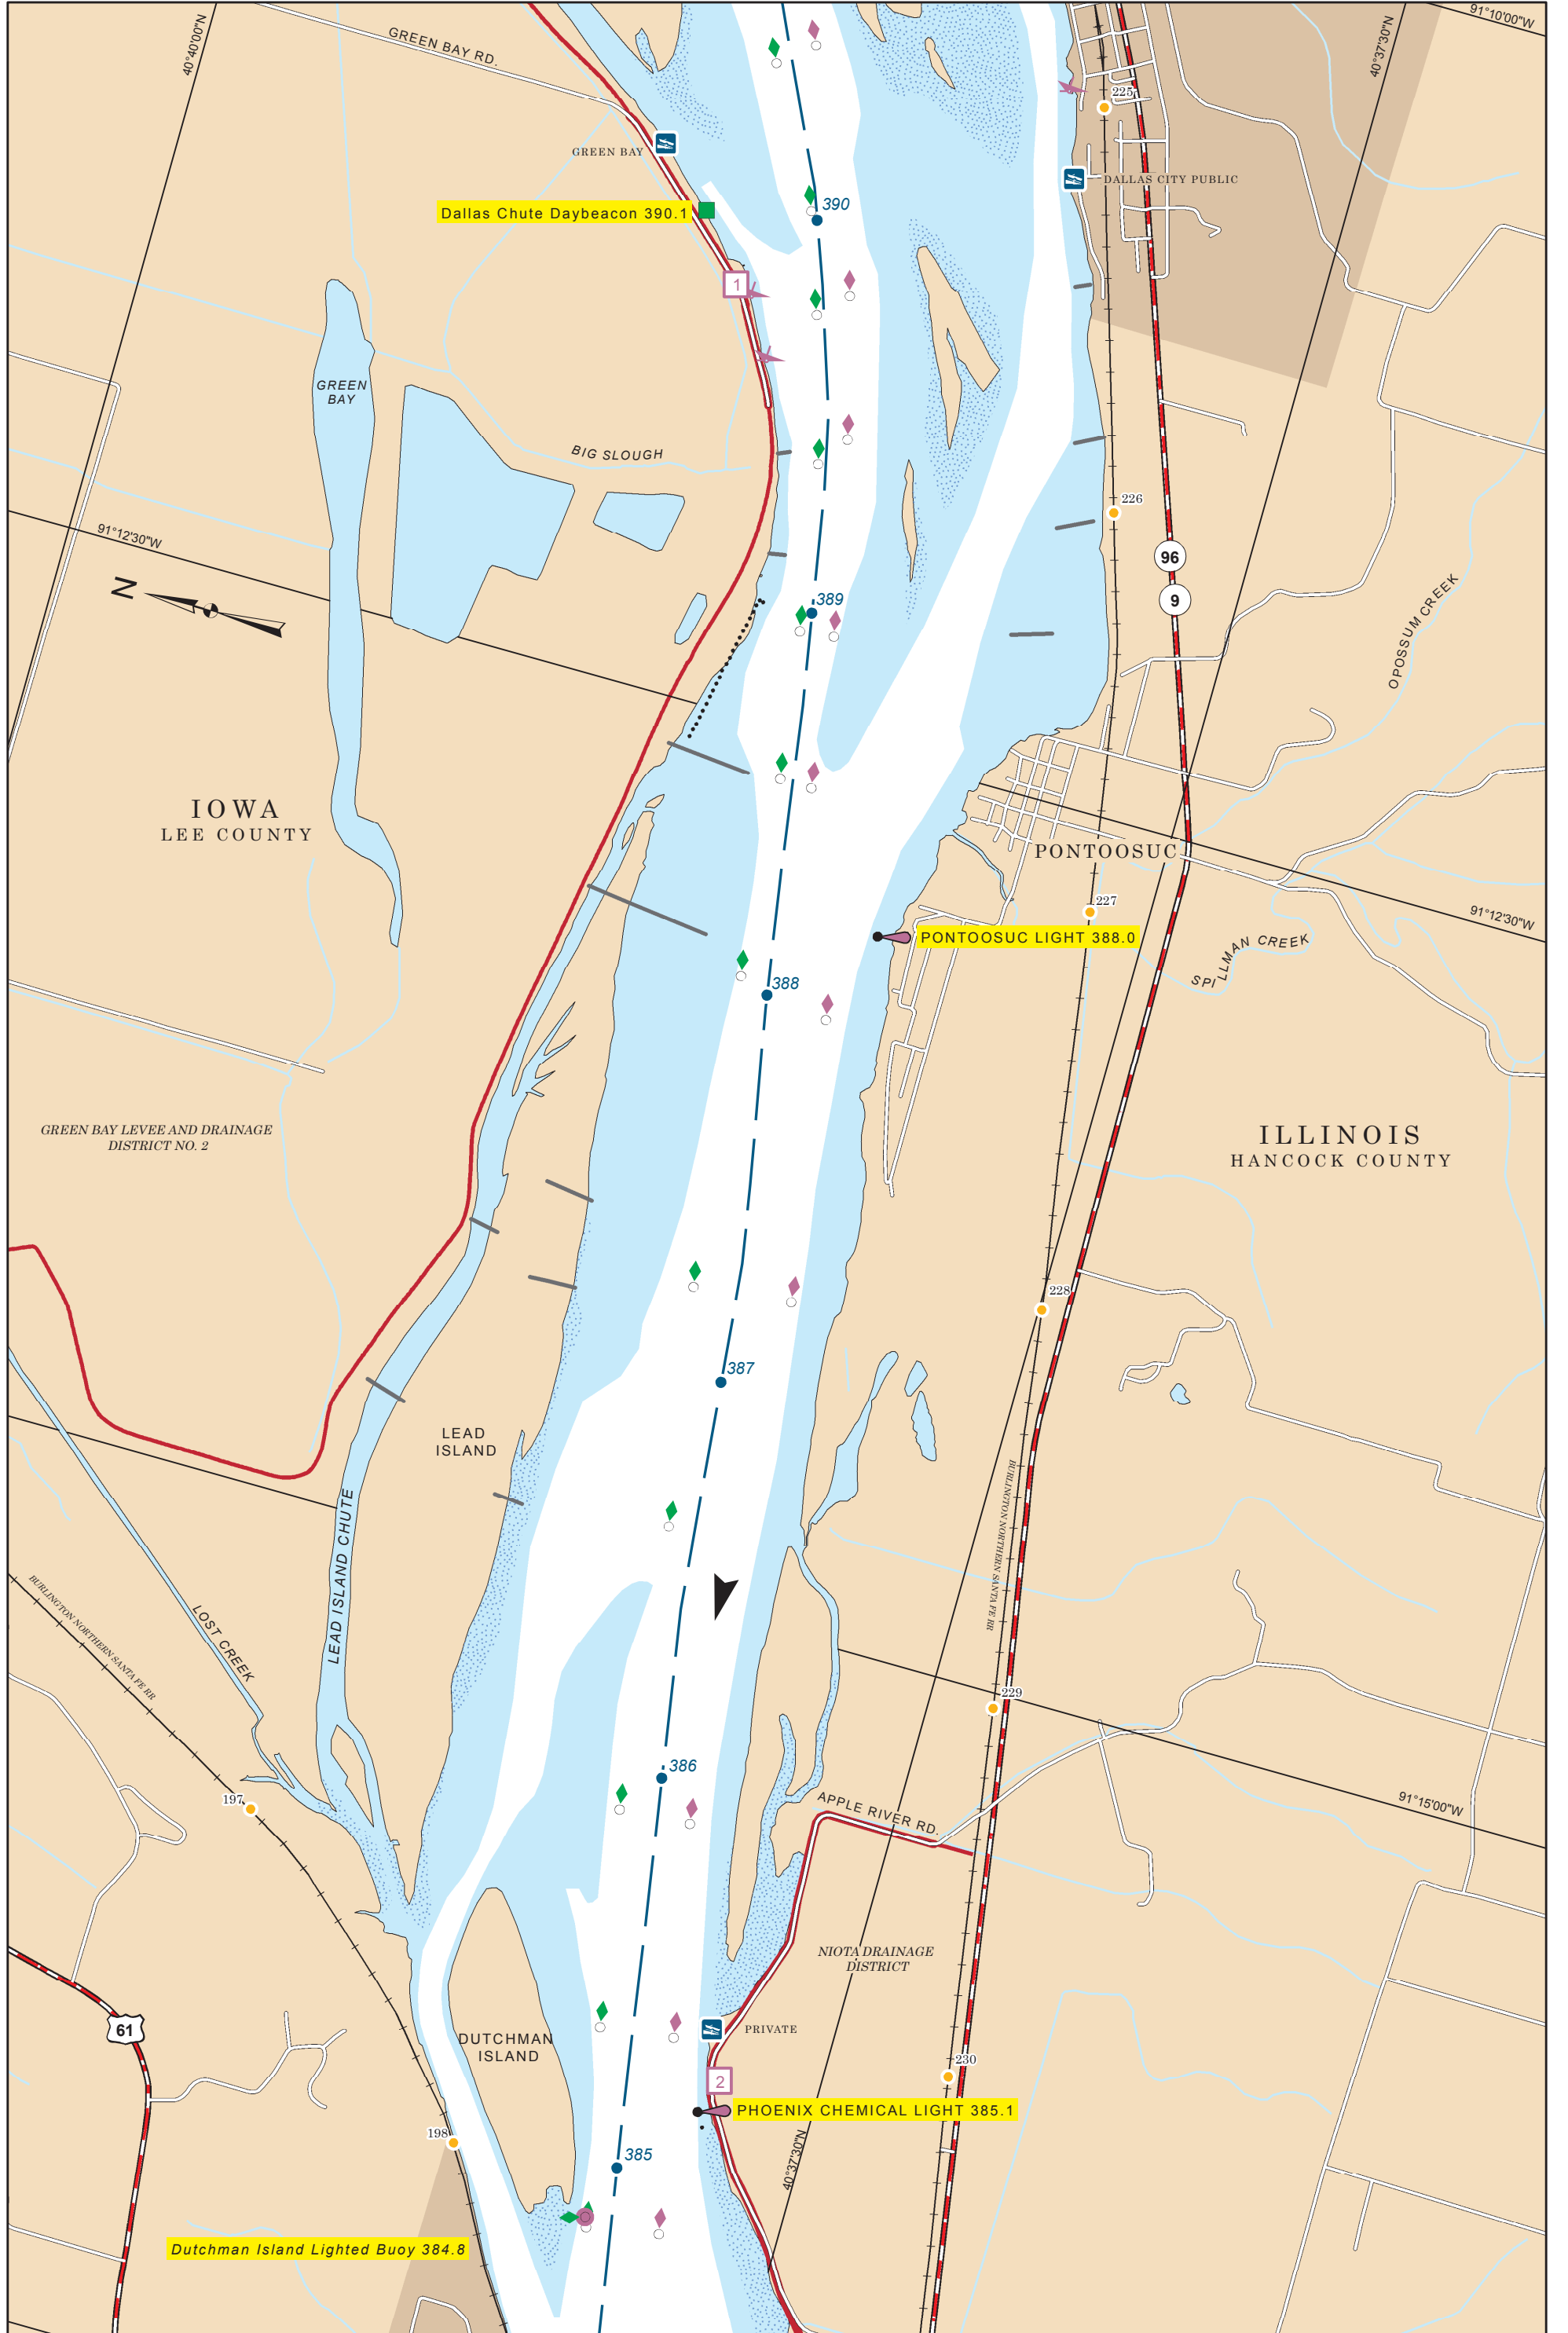 91°10'00"W
40°40'00"N
GREEN BAY RD.
40°37'30"N
225
GREEN BAY
DALLAS CITY PUBLIC
Dallas Chute Daybeacon 390.1
390
1
GREEN
BAY
BIG SLOUGH
226
91°12'30"W
96
N
389
9
OPOSSUM CREEK
IOWA
LEE COUNTY
PONTOOSUC
227
91°12'30"W
PONTOOSUC LIGHT 388.0
SPILLMAN CREEK
388
GREEN BAY LEVEE AND DRAINAGE
DISTRICT NO. 2
ILLINOIS
HANCOCK COUNTY
228
387
LEAD
ISLAND
BURLINGTON NORTHERN SANTA FE RR
LEAD ISLAND CHUTE
LOST CREEK
BURLINGTON NORTHERN SANTA FE RR
229
386
197
APPLE RIVER RD.
91°15'00"W
NIOTA DRAINAGE
DISTRICT
61
PRIVATE
DUTCHMAN
ISLAND
230
2
PHOENIX CHEMICAL LIGHT 385.1
198
385
40°37'30"N
Dutchman Island Lighted Buoy 384.8